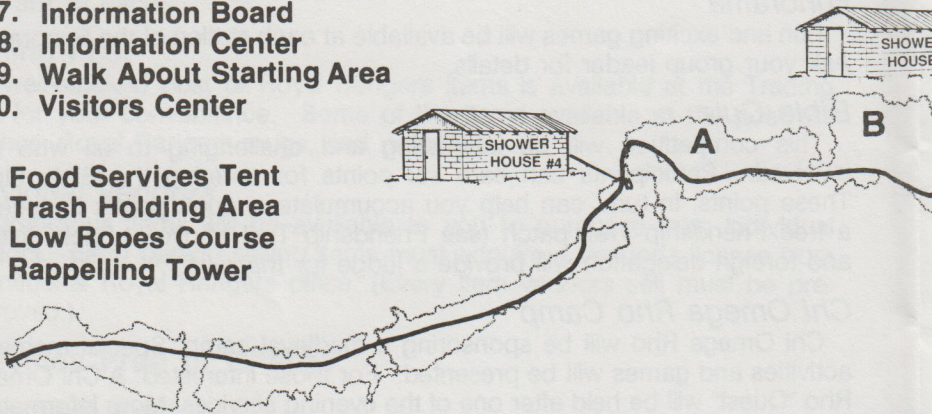 7. Information Board
8. Information Center
9. Walk About Starting Area
0. Visitors Center
Food Services Tent
Trash Holding Area
Low Ropes Course
Rappelling Tower
SHOWER
HOUSE #4
A
B
SHOWE
HOUSE